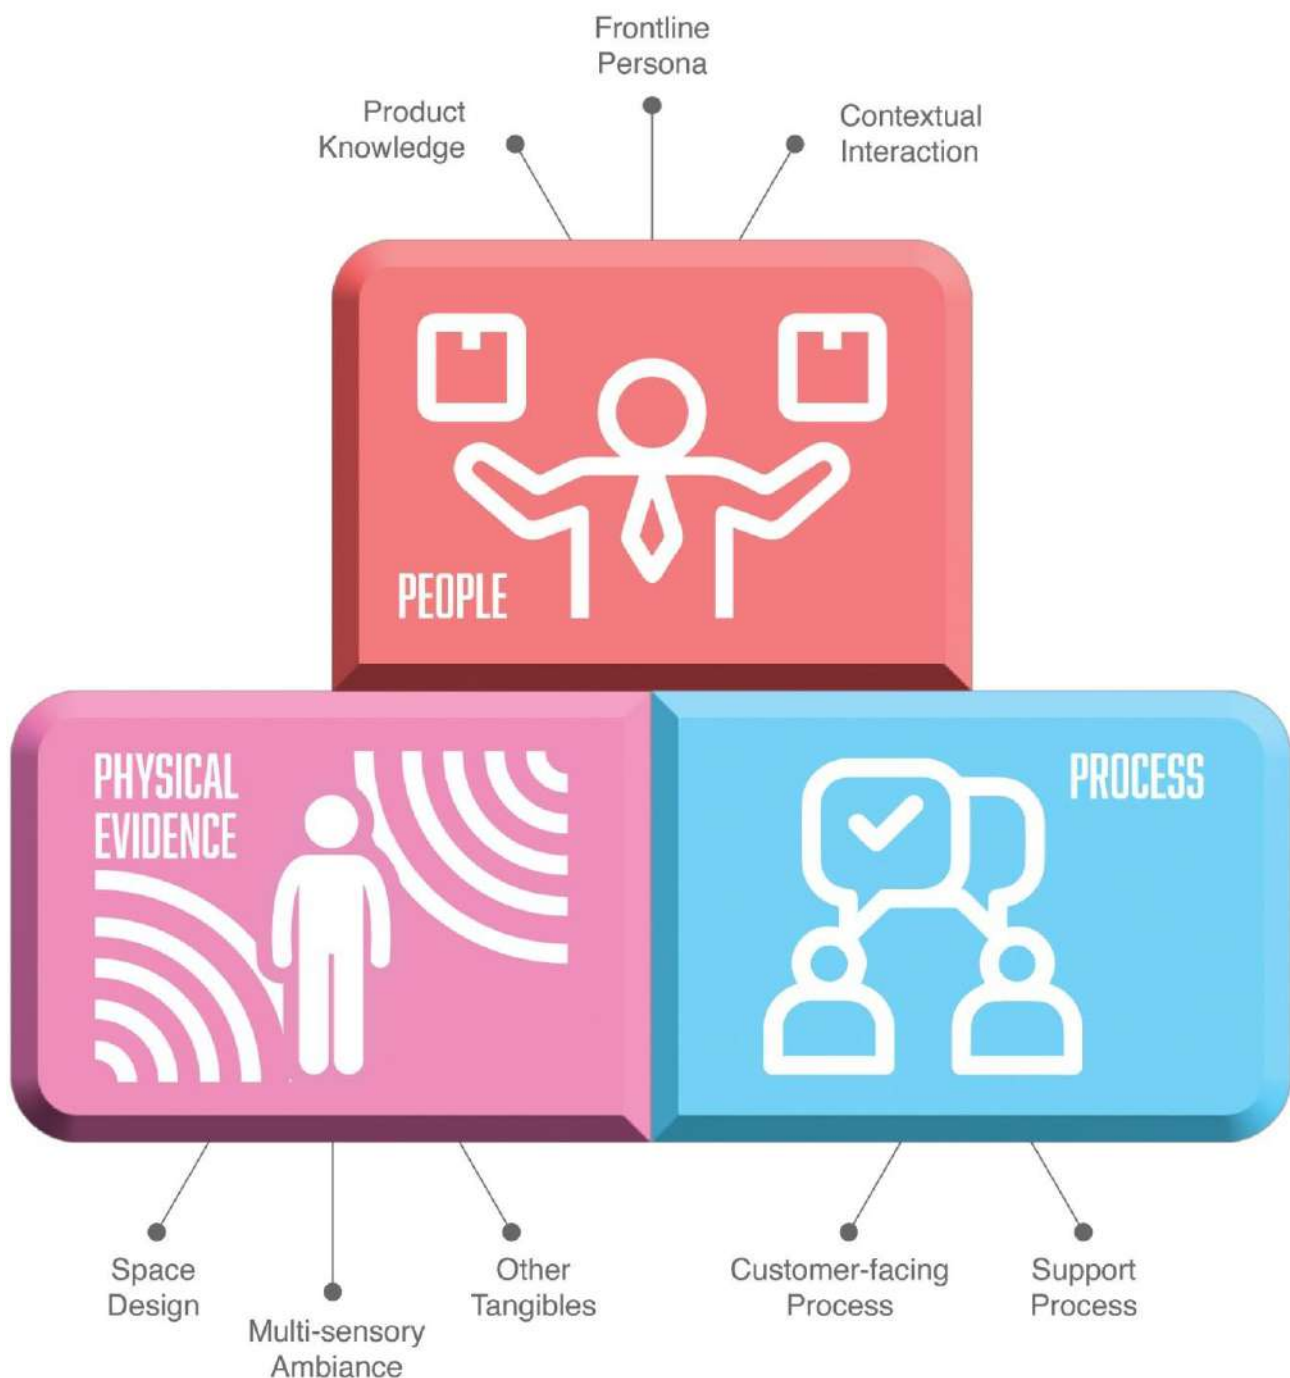 Frontline
Persona
Product
Knowledge
Contextual
Interaction
PEOPLE
PHYSICAL
EVIDENCE
PROCESS
Space
Design
Multi-sensory
Ambiance
Other
Tangibles
Customer-facing
Process
Support
Process